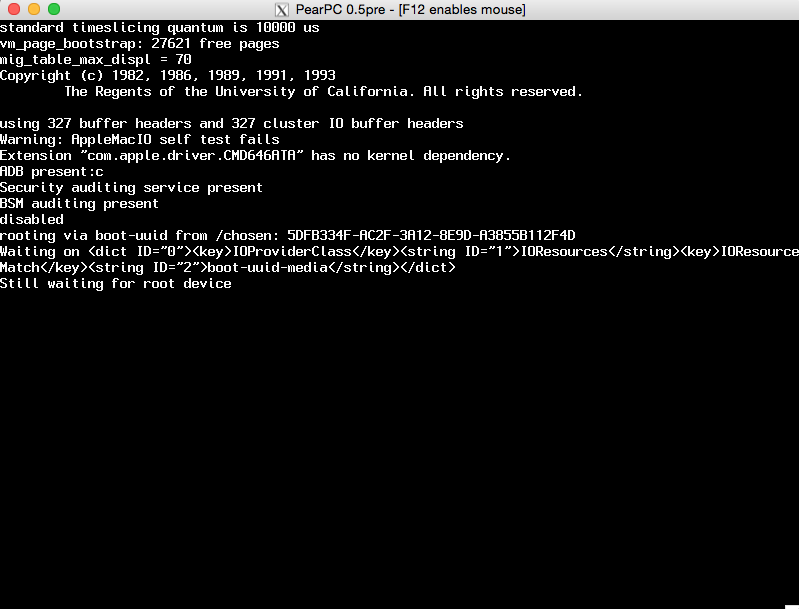 PearPC 0.5pre - [F12 enables mouse]
standard timeslicing quantum is 10000 us
vm_page_bootstrap: 27621 free pages
mig_table_max_displ = 70
Copyright (c) 1982, 1986, 1989, 1991, 1993
The Regents of the University of California. All rights reserved.
using 327 buffer headers and 327 cluster IO buffer headers
Warning: AppleMacIO self test fails
Extension "com.apple.driver.CMD646ATA" has no kernel dependency.
ADB present:c
Security auditing service present
BSM auditing present
disabled
rooting via boot-uuid from /chosen: 5DFB334F-AC2F-3A12-8E9D-A3855B112F4D
Waiting on <dict ID="0"><key>IOProviderClass</key><string ID="1">IOResources</string><key>IOResource
Match</key><string ID="2">boot-uuid-media</string></dict>
Still waiting for root device